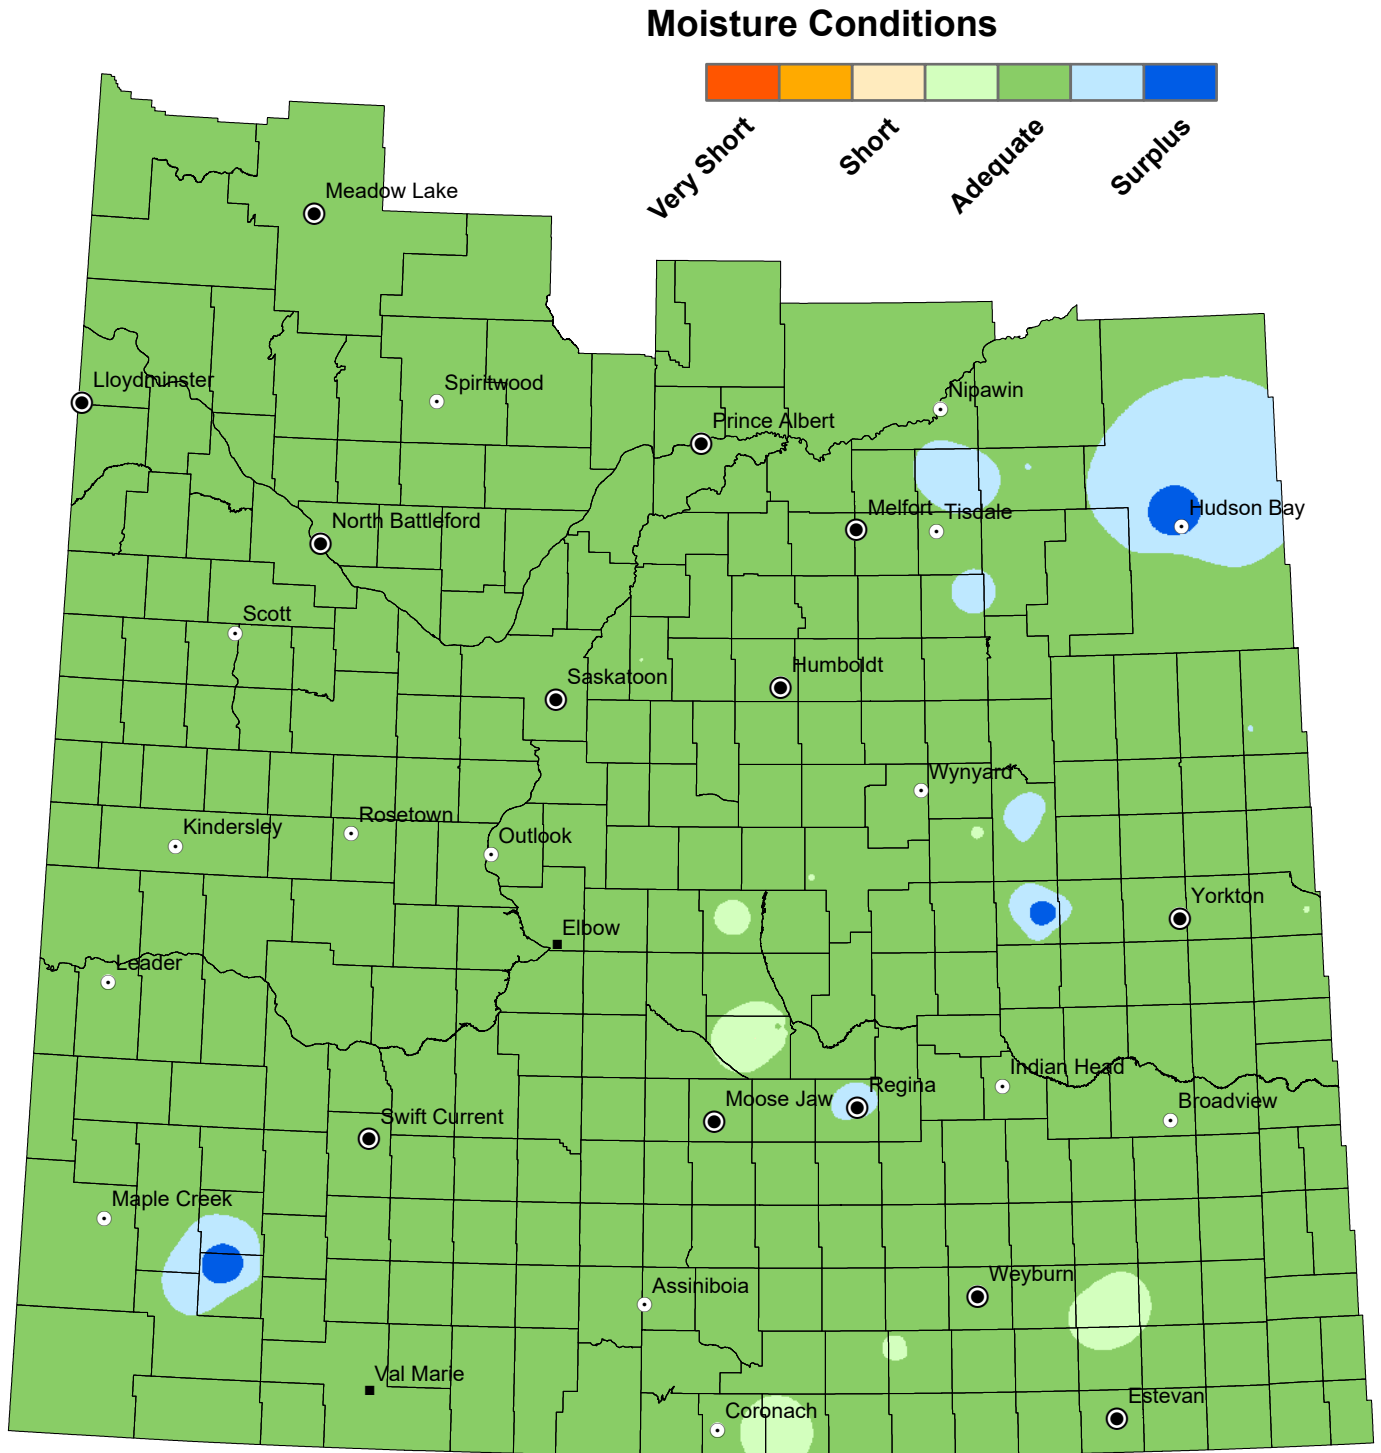 Moisture Conditions
Very Short
Short
Adequate
Surplus
Meadow Lake
Lloydminster
Spiritwood
Nipawin
Prince Albert
North Battleford
Melfort
Tisdale
Hudson Bay
Scott
Saskatoon
Humboldt
Wynyard
Kindersley
Rosetown
Outlook
Yorkton
Elbow
Leader
Indian Head
Regina
Moose Jaw
Broadview
Swift Current
Maple Creek
Assiniboia
Weyburn
Val Marie
Estevan
Coronach